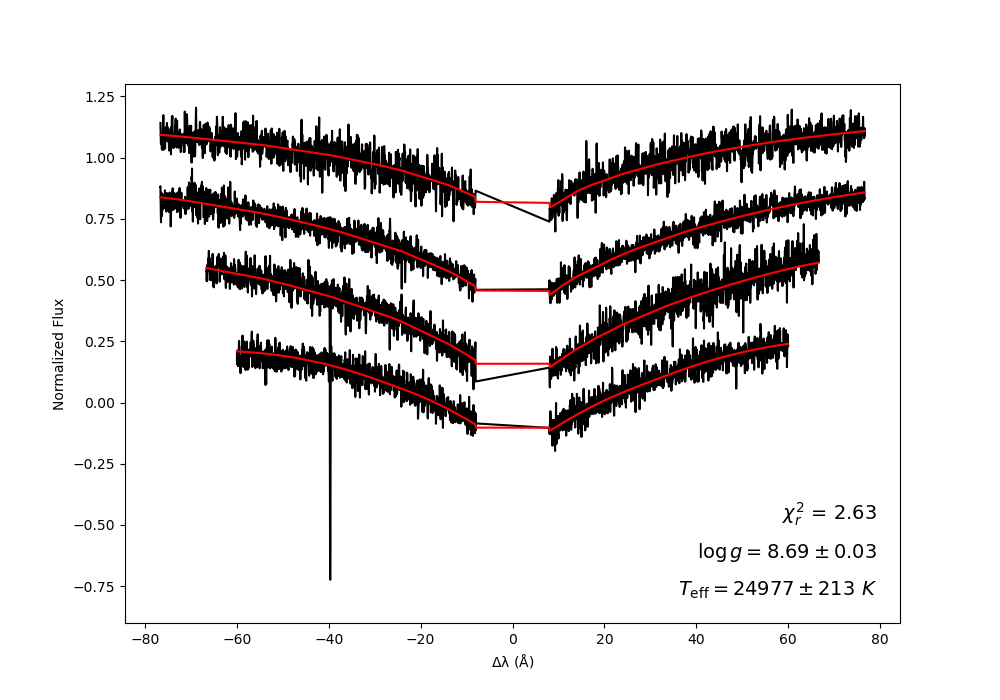 1.25
1.00
0.75
0.50
0.25
0.00
−0.25
−0.50
−0.75
Normalized Flux
χ²ᵣ = 2.63
log g = 8.69 ± 0.03
T_eff = 24977 ± 213 K
−80 −60 −40 −20 0 20 40 60 80
Δλ (Å)